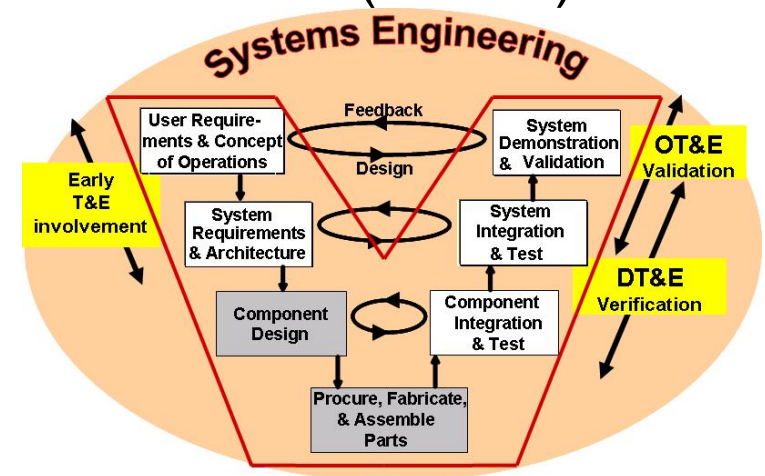 Systems Engineering
User Require-
ments & Concept
of Operations
Feedback
Design
System
Demonstration
& Validation
OT&E
Validation
Early
T&E
involvement
System
Requirements
& Architecture
System
Integration
& Test
DT&E
Verification
Component
Design
Component
Integration
& Test
Procure, Fabricate,
& Assemble
Parts